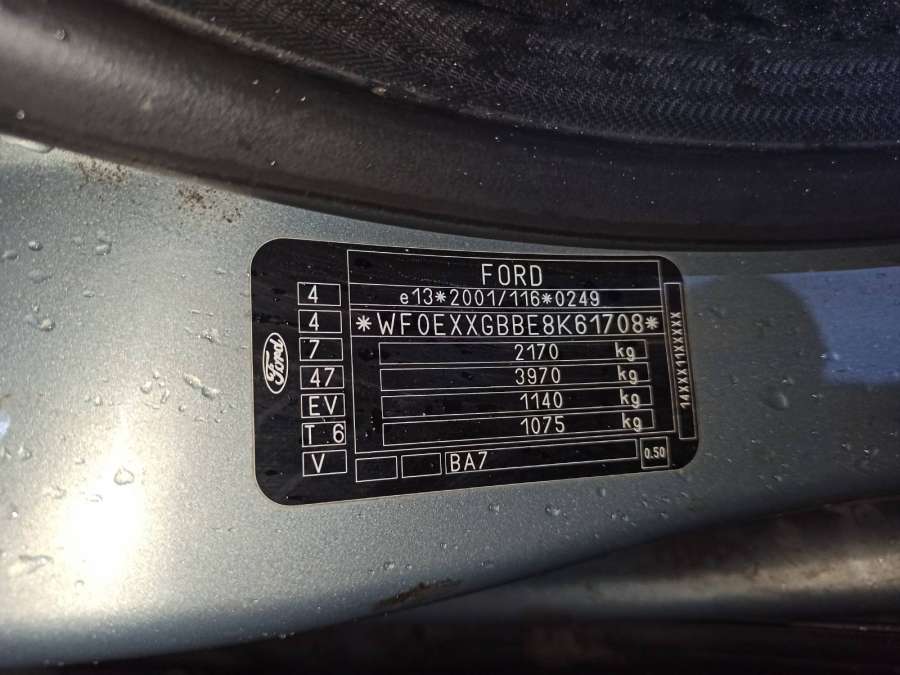 FORD
e13*2001/116*0249
*WF0EXXGBBE8K61708*
2170 kg
3970 kg
1140 kg
1075 kg
BA7
0.50
4
4
7
47
EV
T 6
V
Ford
14XXX11XXXXX